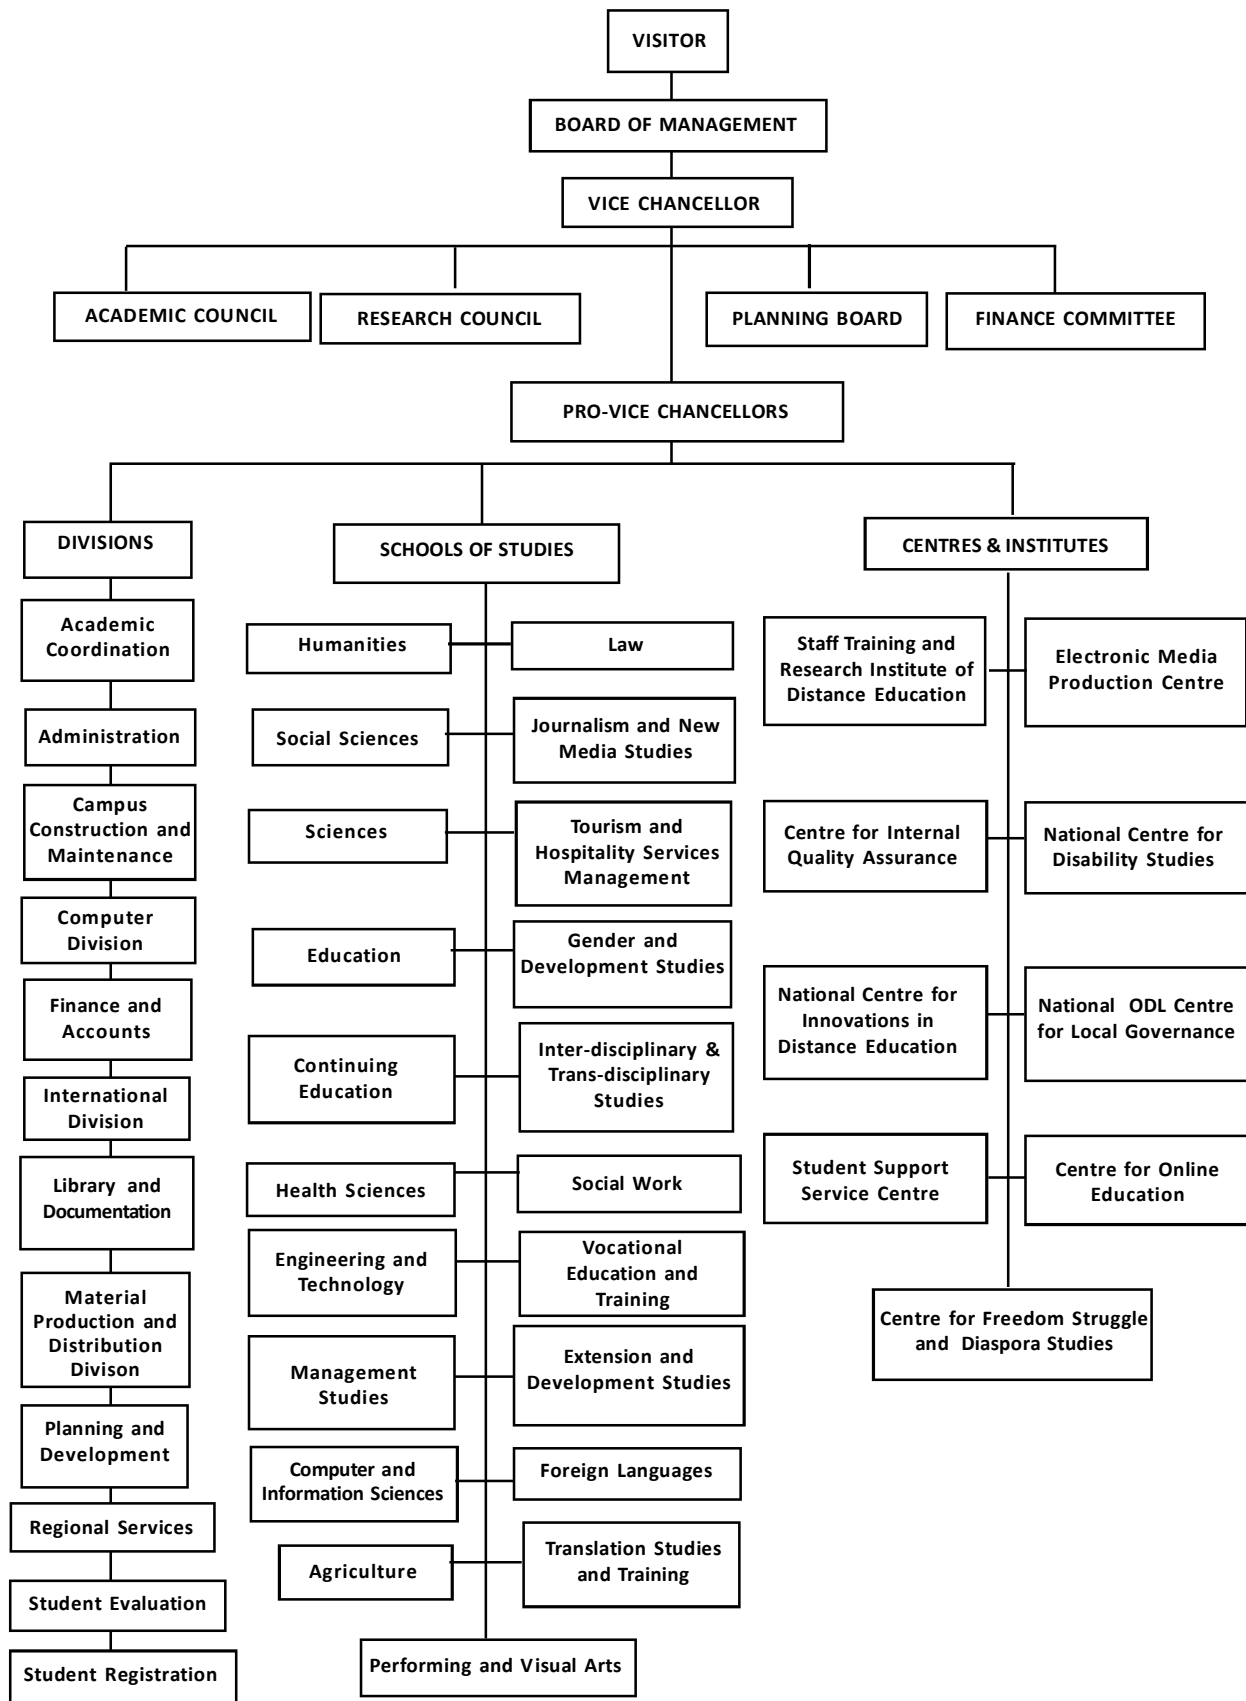 VISITOR
BOARD OF MANAGEMENT
VICE CHANCELLOR
ACADEMIC COUNCIL
RESEARCH COUNCIL
PLANNING BOARD
FINANCE COMMITTEE
PRO-VICE CHANCELLORS
DIVISIONS
Academic
Coordination
Administration
Campus
Construction and
Maintenance
Computer
Division
Finance and
Accounts
International
Division
Library and
Documentation
Material
Production and
Distribution
Divison
Planning and
Development
Regional Services
Student Evaluation
Student Registration
SCHOOLS OF STUDIES
Humanities
Law
Social Sciences
Journalism and New
Media Studies
Sciences
Tourism and
Hospitality Services
Management
Education
Gender and
Development Studies
Continuing
Education
Inter-disciplinary &
Trans-disciplinary
Studies
Health Sciences
Social Work
Engineering and
Technology
Vocational
Education and
Training
Management
Studies
Extension and
Development Studies
Computer and
Information Sciences
Foreign Languages
Agriculture
Translation Studies
and Training
Performing and Visual Arts
CENTRES & INSTITUTES
Staff Training and
Research Institute of
Distance Education
Electronic Media
Production Centre
Centre for Internal
Quality Assurance
National Centre for
Disability Studies
National Centre for
Innovations in
Distance Education
National ODL Centre
for Local Governance
Student Support
Service Centre
Centre for Online
Education
Centre for Freedom Struggle
and Diaspora Studies